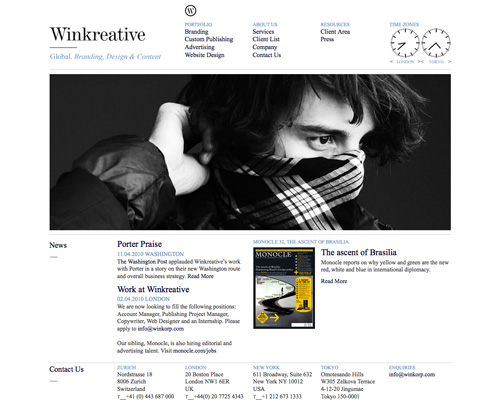 W
Winkreative
Global. Branding, Design & Content
PORTFOLIO
Branding
Custom Publishing
Advertising
Website Design
ABOUT US
Services
Client List
Company
Contact Us
RESOURCES
Client Area
Press
TIME ZONES
< LONDON >< TOKYO >
News
Porter Praise
11.04.2010 WASHINGTON
The Washington Post applauded Winkreative's work
with Porter in a story on their new Washington route
and overall business strategy. Read More
Work at Winkreative
02.04.2010 LONDON
We are now looking to fill the following positions:
Account Manager, Publishing Project Manager,
Copywriter, Web Designer and an Internship. Please
apply to info@winkorp.com
Our sibling, Monocle, is also hiring editorial and
advertising talent. Visit monocle.com/jobs
MONOCLE 32, THE ASCENT OF BRASILIA
MONOCLE
The ascent of Brasilia
Monocle reports on why yellow and green are the new
red, white and blue in international diplomacy.
Read More
Contact Us
ZURICH
Nordstrasse 18
8006 Zurich
Switzerland
T__+41 (0) 443 687 000
LONDON
20 Boston Place
London NW1 6ER
UK
T__+44(0) 20 7725 4343
NEW YORK
611 Broadway, Suite 632
New York NY 10012
USA
T__+1 212 673 1333
TOKYO
Omotesando Hills
W305 Zelkova Terrace
4-12-20 Jingumae
Tokyo 150-0001
ENQUIRIES
info@winkorp.com